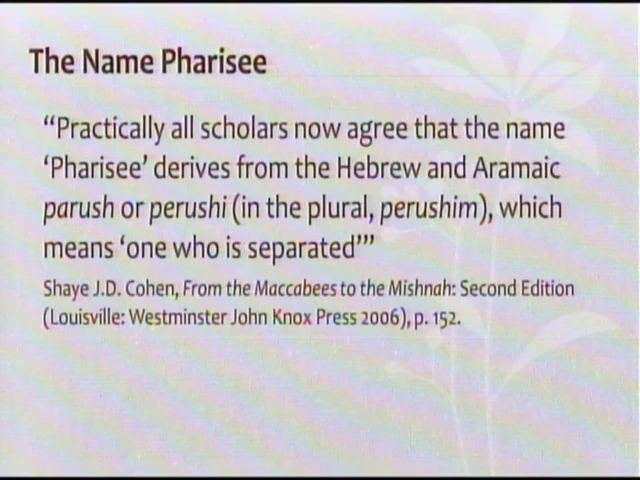 The Name Pharisee
“Practically all scholars now agree that the name
‘Pharisee’ derives from the Hebrew and Aramaic
parush or perushi (in the plural, perushim), which
means ‘one who is separated’”
Shaye J.D. Cohen, From the Maccabees to the Mishnah: Second Edition
(Louisville: Westminster John Knox Press 2006), p. 152.